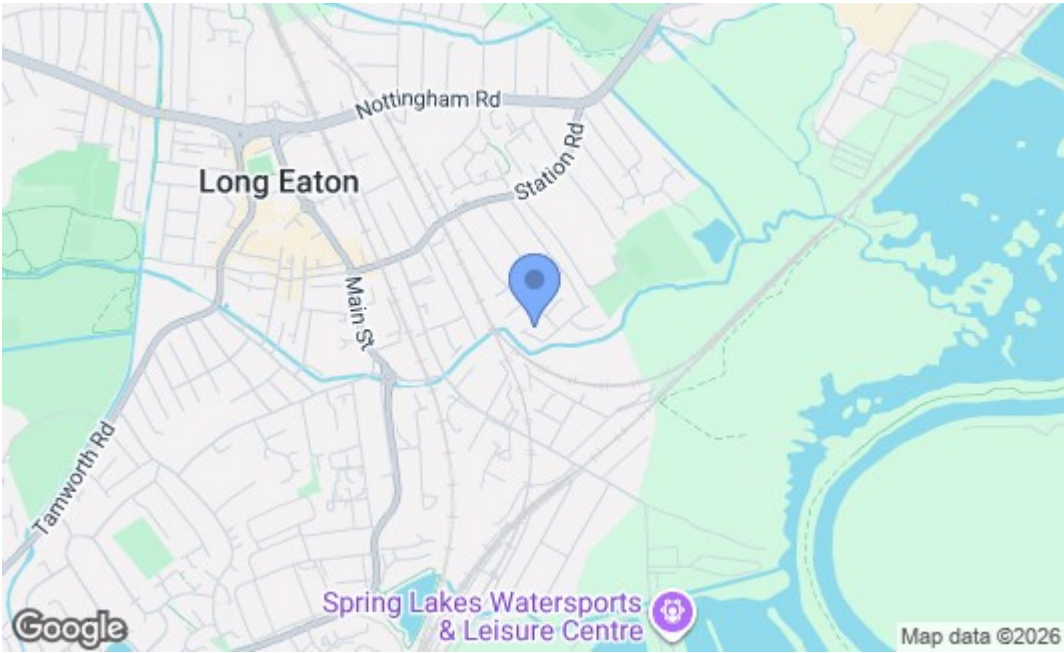 Nottingham Rd
Station Rd
Long Eaton
Main St
Tamworth Rd
Spring Lakes Watersports
& Leisure Centre
Google
Map data ©2026